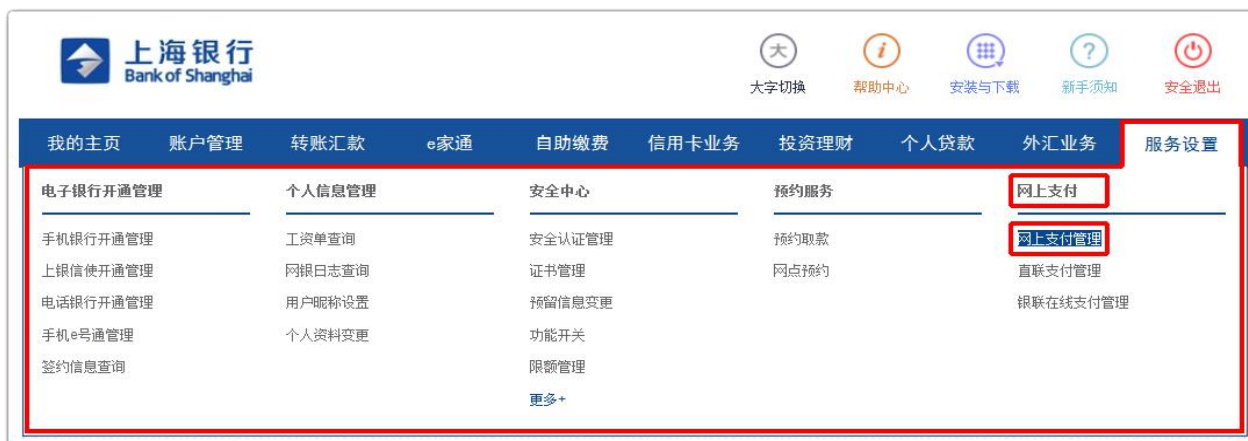 上海银行
Bank of Shanghai
大
大字切换
i
帮助中心
安装与下载
?
新手须知
安全退出
我的主页 账户管理 转账汇款 e家通 自助缴费 信用卡业务 投资理财 个人贷款 外汇业务 服务设置
电子银行开通管理 个人信息管理 安全中心 预约服务 网上支付
手机银行开通管理 工资单查询 安全认证管理 预约取款 网上支付管理
上银信使开通管理 网银日志查询 证书管理 网点预约 直联支付管理
电话银行开通管理 用户昵称设置 预留信息变更 银联在线支付管理
手机e号通管理 个人资料变更 功能开关
签约信息查询 限额管理
更多+